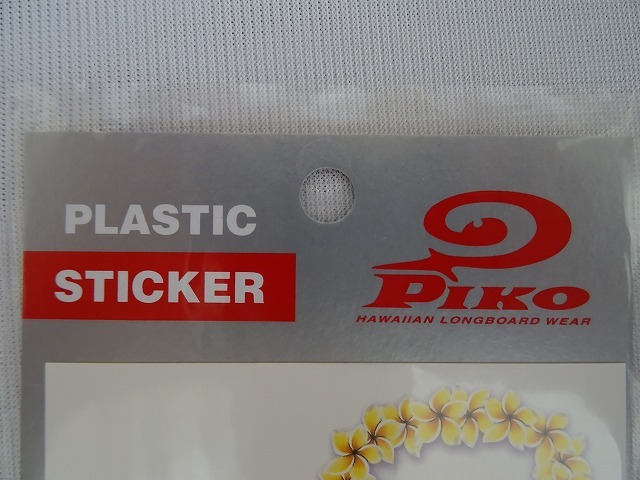 PLASTIC
STICKER
PIKO
HAWAIIAN LONGBOARD WEAR